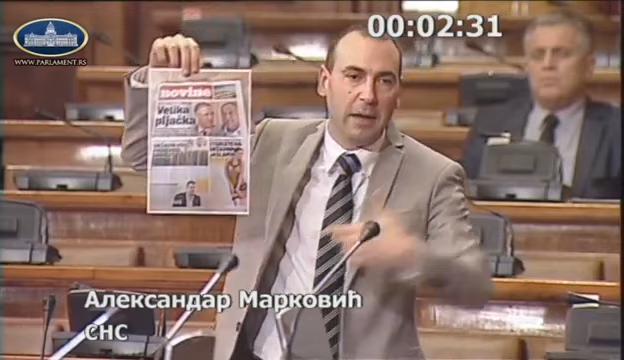 00:02:31
WWW.PARLAMENT.RS
novine
Velika
pljačka
Александар Марковић
СНС